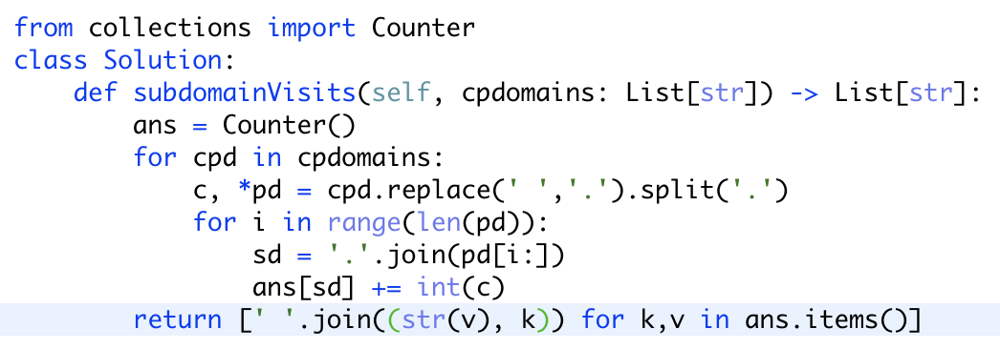 from collections import Counter
class Solution:
    def subdomainVisits(self, cpdomains: List[str]) -> List[str]:
        ans = Counter()
        for cpd in cpdomains:
            c, *pd = cpd.replace(' ','.').split('.')
            for i in range(len(pd)):
                sd = '.'.join(pd[i:])
                ans[sd] += int(c)
        return [' '.join((str(v), k)) for k,v in ans.items()]